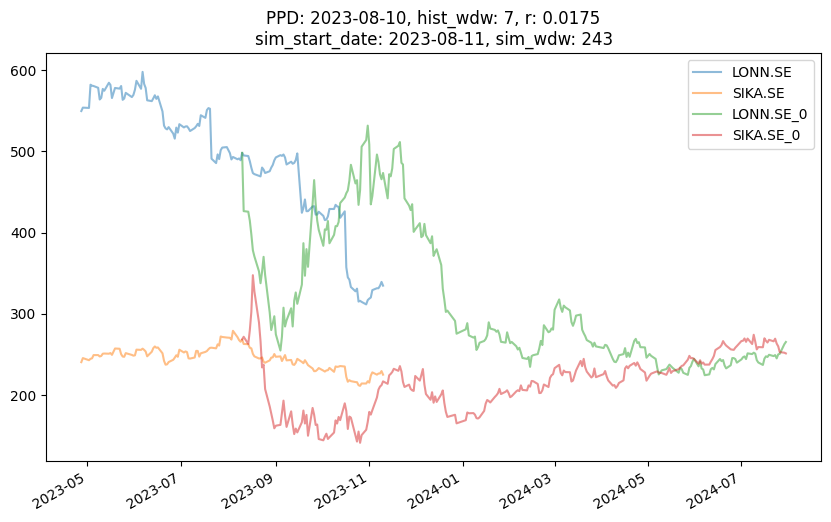 PPD: 2023-08-10, hist_wdw: 7, r: 0.0175
sim_start_date: 2023-08-11, sim_wdw: 243
LONN.SE
SIKA.SE
LONN.SE_0
SIKA.SE_0
600
500
400
300
200
2023-05
2023-07
2023-09
2023-11
2024-01
2024-03
2024-05
2024-07